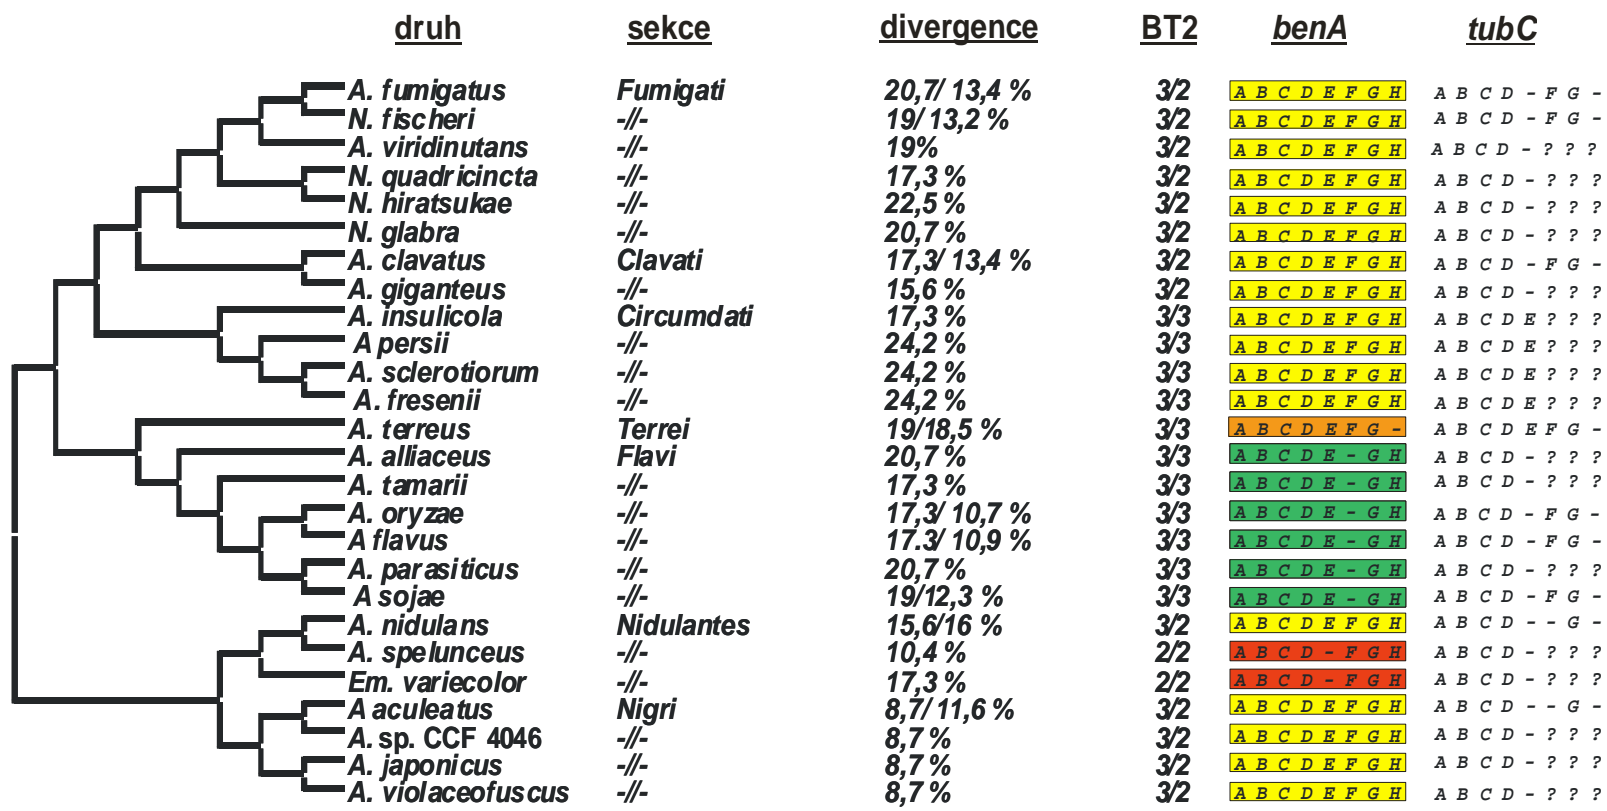 druh sekce divergence BT2 benA tubC
A. fumigatus Fumigati 20,7/ 13,4 % 3/2 A B C D E F G H A B C D - F G -
N. fischeri -//- 19/ 13,2 % 3/2 A B C D E F G H A B C D - F G -
A. viridinutans -//- 19% 3/2 A B C D E F G H A B C D - ? ? ?
N. quadricincta -//- 17,3 % 3/2 A B C D E F G H A B C D - ? ? ?
N. hiratsukae -//- 22,5 % 3/2 A B C D E F G H A B C D - ? ? ?
N. glabra -//- 20,7 % 3/2 A B C D E F G H A B C D - ? ? ?
A. clavatus Clavati 17,3/ 13,4 % 3/2 A B C D E F G H A B C D - F G -
A. giganteus -//- 15,6 % 3/2 A B C D E F G H A B C D - ? ? ?
A. insulicola Circumdati 17,3 % 3/3 A B C D E F G H A B C D E ? ? ?
A persii -//- 24,2 % 3/3 A B C D E F G H A B C D E ? ? ?
A. sclerotiorum -//- 24,2 % 3/3 A B C D E F G H A B C D E ? ? ?
A. fresenii -//- 24,2 % 3/3 A B C D E F G H A B C D E ? ? ?
A. terreus Terrei 19/18,5 % 3/3 A B C D E F G - A B C D E F G -
A. alliaceus Flavi 20,7 % 3/3 A B C D E - G H A B C D - ? ? ?
A. tamarii -//- 17,3 % 3/3 A B C D E - G H A B C D - ? ? ?
A. oryzae -//- 17,3/ 10,7 % 3/3 A B C D E - G H A B C D - F G -
A flavus -//- 17.3/ 10,9 % 3/3 A B C D E - G H A B C D - F G -
A. parasiticus -//- 20,7 % 3/3 A B C D E - G H A B C D - ? ? ?
A sojae -//- 19/12,3 % 3/3 A B C D E - G H A B C D - F G -
A. nidulans Nidulantes 15,6/16 % 3/2 A B C D E F G H A B C D - - G -
A. spelunceus -//- 10,4 % 2/2 A B C D - F G H A B C D - ? ? ?
Em. variecolor -//- 17,3 % 2/2 A B C D - F G H A B C D - ? ? ?
A aculeatus Nigri 8,7/ 11,6 % 3/2 A B C D E F G H A B C D - - G -
A. sp. CCF 4046 -//- 8,7 % 3/2 A B C D E F G H A B C D - ? ? ?
A. japonicus -//- 8,7 % 3/2 A B C D E F G H A B C D - ? ? ?
A. violaceofuscus -//- 8,7 % 3/2 A B C D E F G H A B C D - ? ? ?